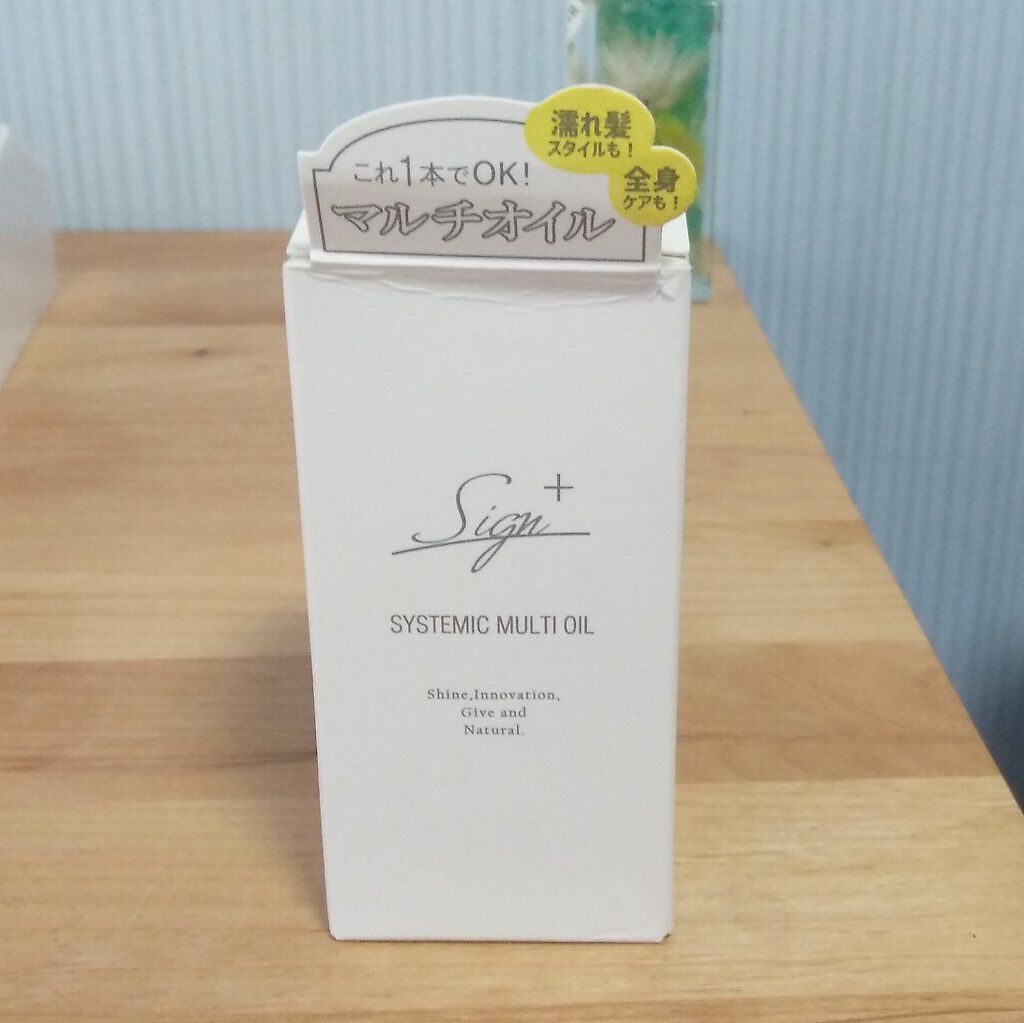 濡れ髪
スタイルも!
全身
ケアも!
これ1本でOK!
マルチオイル
Sign+
SYSTEMIC MULTI OIL
Shine,Innovation,
Give and
Natural.